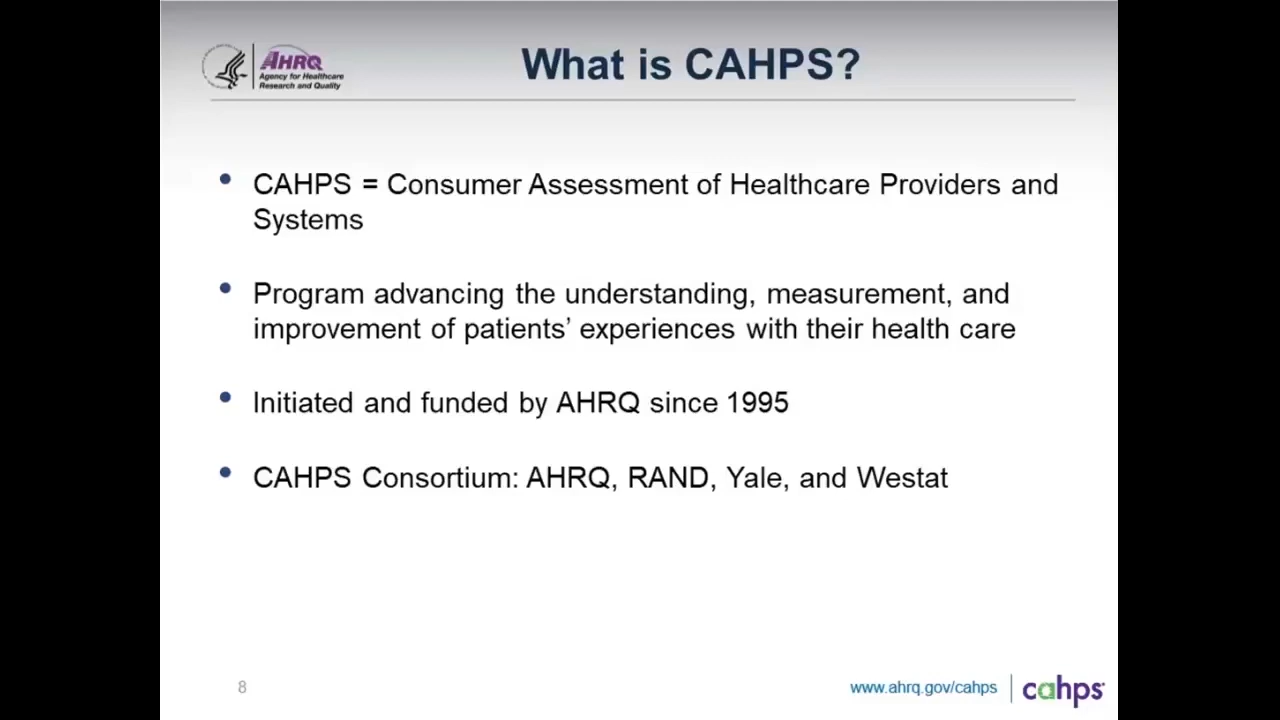 AHRQ
Agency for Healthcare
Research and Quality
What is CAHPS?
• CAHPS = Consumer Assessment of Healthcare Providers and
Systems
• Program advancing the understanding, measurement, and
improvement of patients’ experiences with their health care
• Initiated and funded by AHRQ since 1995
• CAHPS Consortium: AHRQ, RAND, Yale, and Westat
8
www.ahrq.gov/cahps
cahps